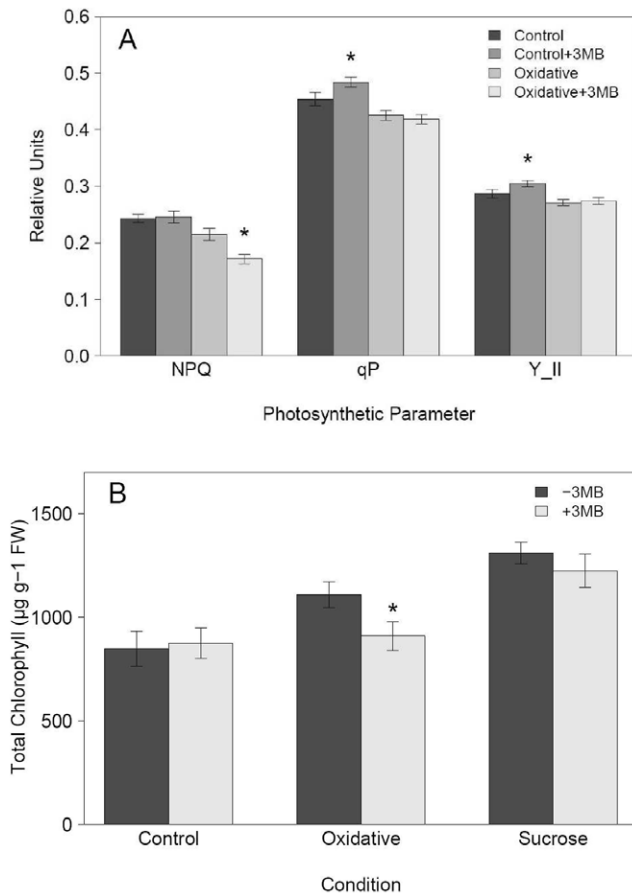 A
Control
Control+3MB
Oxidative
Oxidative+3MB
0.6
0.5
0.4
0.3
0.2
0.1
0.0
Relative Units
*
*
*
NPQ qP Y_II
Photosynthetic Parameter
B
−3MB
+3MB
1500
1000
500
0
Total Chlorophyll (µg g−1 FW)
*
Control Oxidative Sucrose
Condition